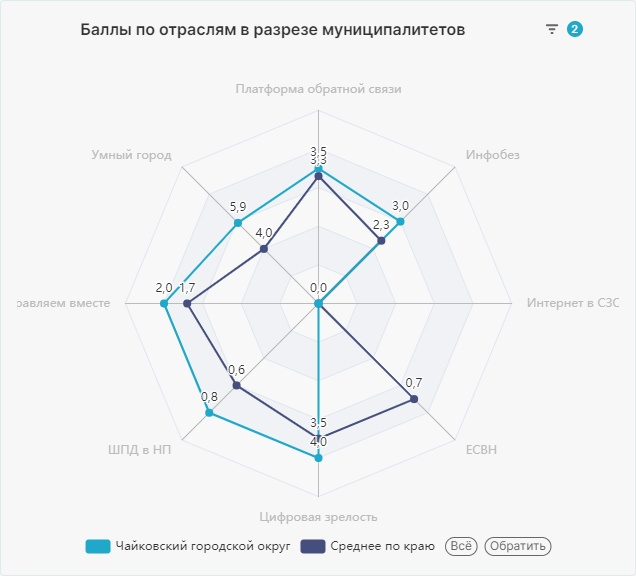 Баллы по отраслям в разрезе муниципалитетов
2
Платформа обратной связи
Умный город
Инфобез
3,5
3,3
5,9
3,0
4,0
2,3
2,0
1,7
0,0
равляем вместе
Интернет в СЗС
0,6
0,7
0,8
3,5
4,0
ШПД в НП
ЕСВН
Цифровая зрелость
Чайковский городской округ
Среднее по краю
Всё
Обратить